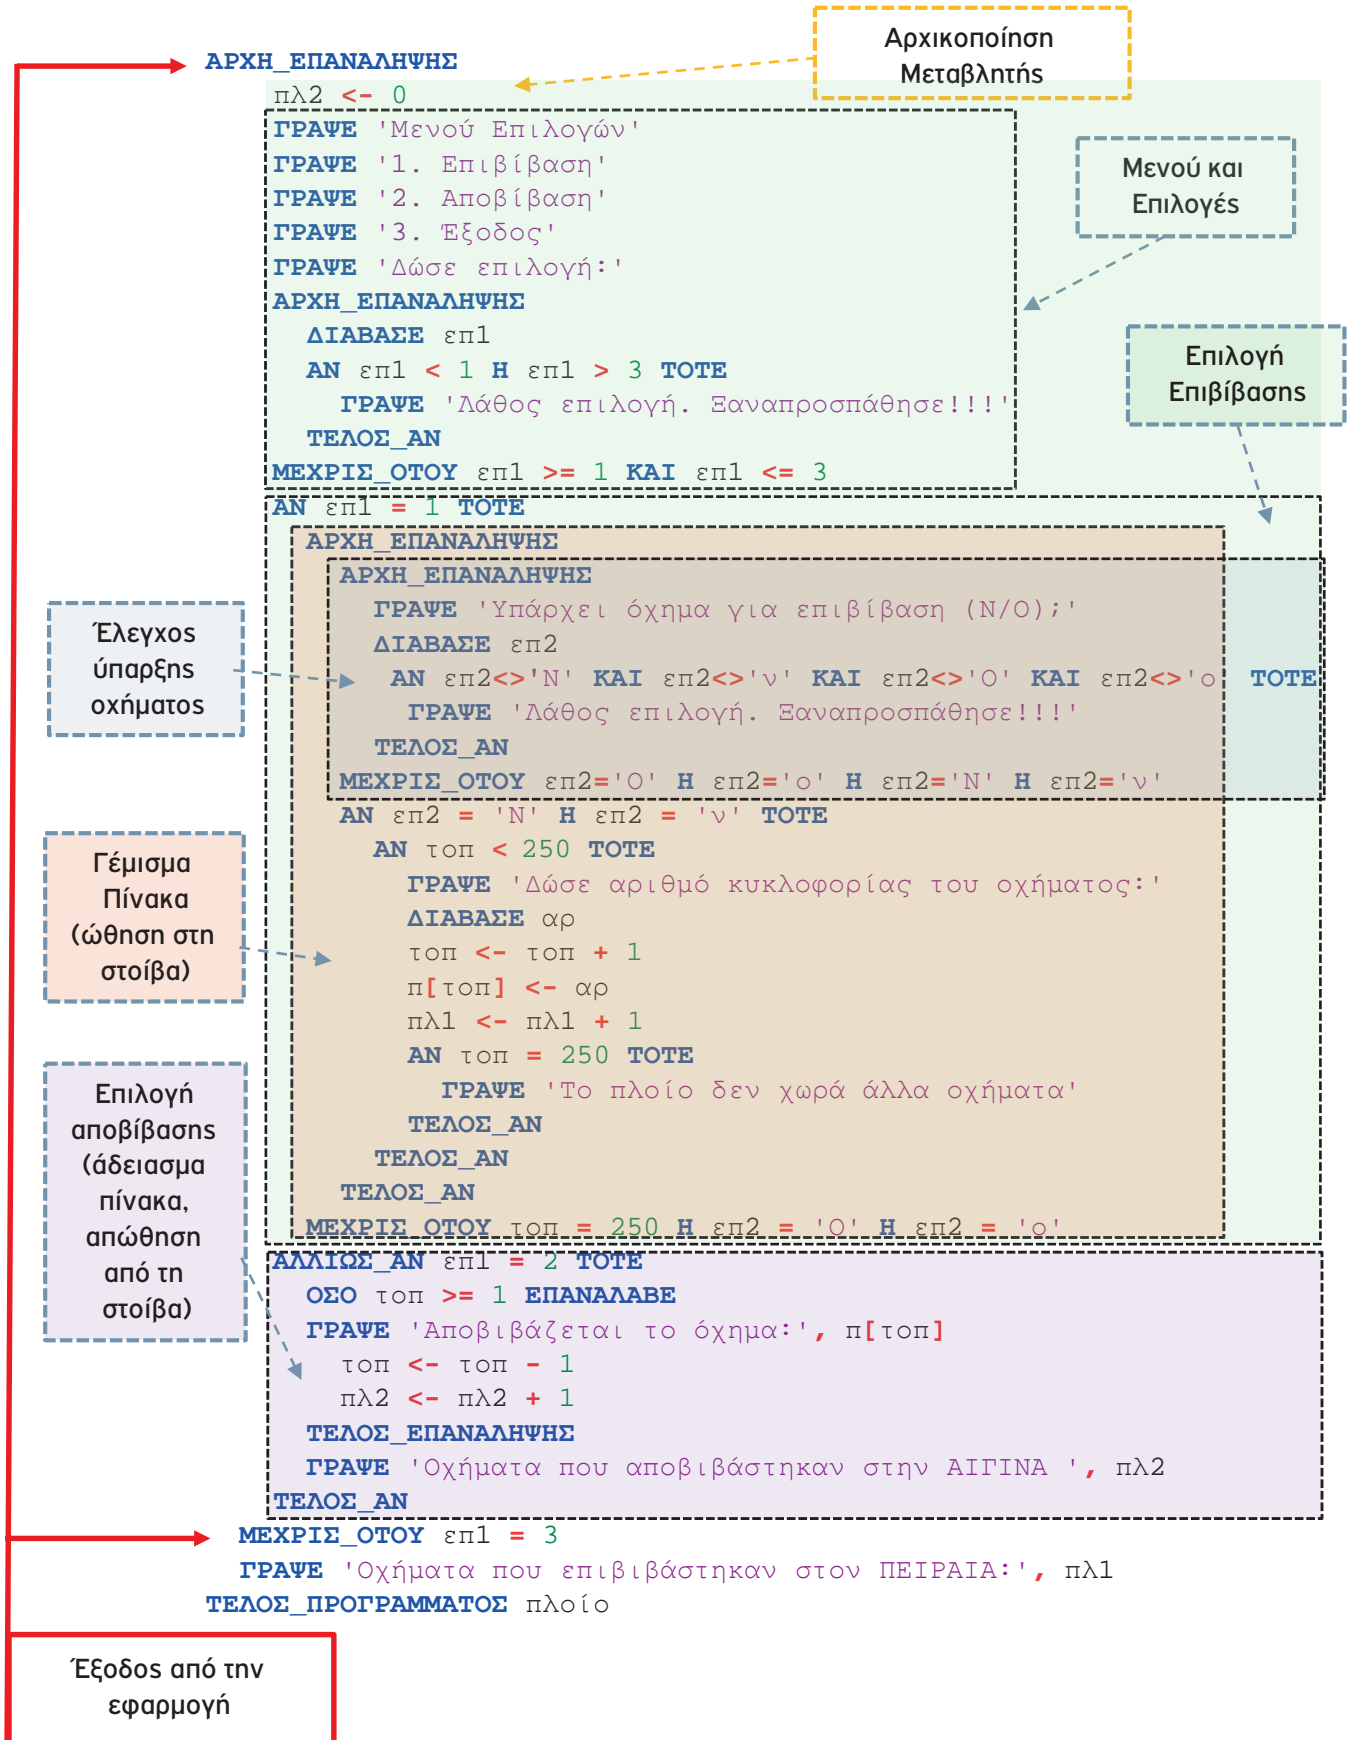 Αρχικοποίηση
Μεταβλητής
ΑΡΧΗ_ΕΠΑΝΑΛΗΨΗΣ
πλ2 <- 0
ΓΡΑΨΕ 'Μενού Επιλογών'
ΓΡΑΨΕ '1. Επιβίβαση'
ΓΡΑΨΕ '2. Αποβίβαση'
ΓΡΑΨΕ '3. Έξοδος'
ΓΡΑΨΕ 'Δώσε επιλογή:'
ΑΡΧΗ_ΕΠΑΝΑΛΗΨΗΣ
ΔΙΑΒΑΣΕ επ1
ΑΝ επ1 < 1 Η επ1 > 3 ΤΟΤΕ
ΓΡΑΨΕ 'Λάθος επιλογή. Ξαναπροσπάθησε!!!'
ΤΕΛΟΣ_ΑΝ
ΜΕΧΡΙΣ_ΟΤΟΥ επ1 >= 1 ΚΑΙ επ1 <= 3
Μενού και
Επιλογές
Επιλογή
Επιβίβασης
ΑΝ επ1 = 1 ΤΟΤΕ
ΑΡΧΗ_ΕΠΑΝΑΛΗΨΗΣ
ΑΡΧΗ_ΕΠΑΝΑΛΗΨΗΣ
ΓΡΑΨΕ 'Υπάρχει όχημα για επιβίβαση (Ν/Ο);'
ΔΙΑΒΑΣΕ επ2
ΑΝ επ2<>'Ν' ΚΑΙ επ2<>'ν' ΚΑΙ επ2<>'Ο' ΚΑΙ επ2<>'ο ΤΟΤΕ
ΓΡΑΨΕ 'Λάθος επιλογή. Ξαναπροσπάθησε!!!'
ΤΕΛΟΣ_ΑΝ
ΜΕΧΡΙΣ_ΟΤΟΥ επ2='Ο' Η επ2='ο' Η επ2='Ν' Η επ2='ν'
Έλεγχος
ύπαρξης
οχήματος
ΑΝ επ2 = 'Ν' Η επ2 = 'ν' ΤΟΤΕ
ΑΝ τοπ < 250 ΤΟΤΕ
ΓΡΑΨΕ 'Δώσε αριθμό κυκλοφορίας του οχήματος:'
ΔΙΑΒΑΣΕ αρ
τοπ <- τοπ + 1
π[τοπ] <- αρ
πλ1 <- πλ1 + 1
ΑΝ τοπ = 250 ΤΟΤΕ
ΓΡΑΨΕ 'Το πλοίο δεν χωρά άλλα οχήματα'
ΤΕΛΟΣ_ΑΝ
ΤΕΛΟΣ_ΑΝ
ΤΕΛΟΣ_ΑΝ
ΜΕΧΡΙΣ_ΟΤΟΥ τοπ = 250 Η επ2 = 'Ο' Η επ2 = 'ο'
Γέμισμα
Πίνακα
(ώθηση στη
στοίβα)
Επιλογή
αποβίβασης
(άδειασμα
πίνακα,
απώθηση
από τη
στοίβα)
ΑΛΛΙΩΣ_ΑΝ επ1 = 2 ΤΟΤΕ
ΟΣΟ τοπ >= 1 ΕΠΑΝΑΛΑΒΕ
ΓΡΑΨΕ 'Αποβιβάζεται το όχημα:', π[τοπ]
τοπ <- τοπ - 1
πλ2 <- πλ2 + 1
ΤΕΛΟΣ_ΕΠΑΝΑΛΗΨΗΣ
ΓΡΑΨΕ 'Οχήματα που αποβιβάστηκαν στην ΑΙΓΙΝΑ ', πλ2
ΤΕΛΟΣ_ΑΝ
ΜΕΧΡΙΣ_ΟΤΟΥ επ1 = 3
ΓΡΑΨΕ 'Οχήματα που επιβιβάστηκαν στον ΠΕΙΡΑΙΑ:', πλ1
ΤΕΛΟΣ_ΠΡΟΓΡΑΜΜΑΤΟΣ πλοίο
Έξοδος από την
εφαρμογή